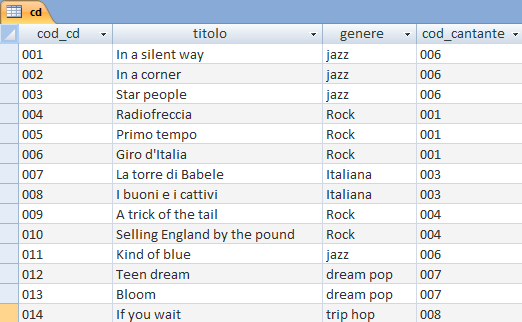 cd
cod_cd titolo genere cod_cantante
001 In a silent way jazz 006
002 In a corner jazz 006
003 Star people jazz 006
004 Radiofreccia Rock 001
005 Primo tempo Rock 001
006 Giro d'Italia Rock 001
007 La torre di Babele Italiana 003
008 I buoni e i cattivi Italiana 003
009 A trick of the tail Rock 004
010 Selling England by the pound Rock 004
011 Kind of blue jazz 006
012 Teen dream dream pop 007
013 Bloom dream pop 007
014 If you wait trip hop 008